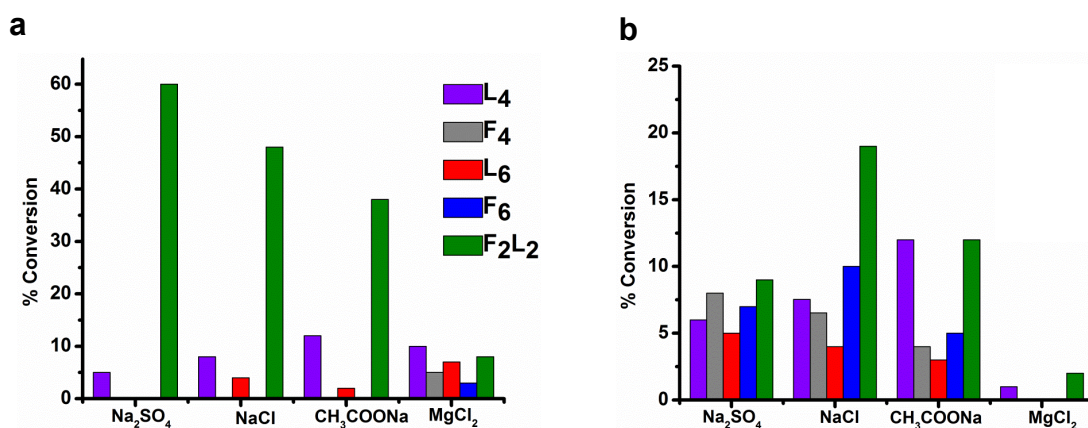 a
b
% Conversion
60
50
40
30
20
10
0
L4
F4
L6
F6
F2L2
Na2SO4 NaCl CH3COONa MgCl2
% Conversion
25
20
15
10
5
0
Na2SO4 NaCl CH3COONa MgCl2